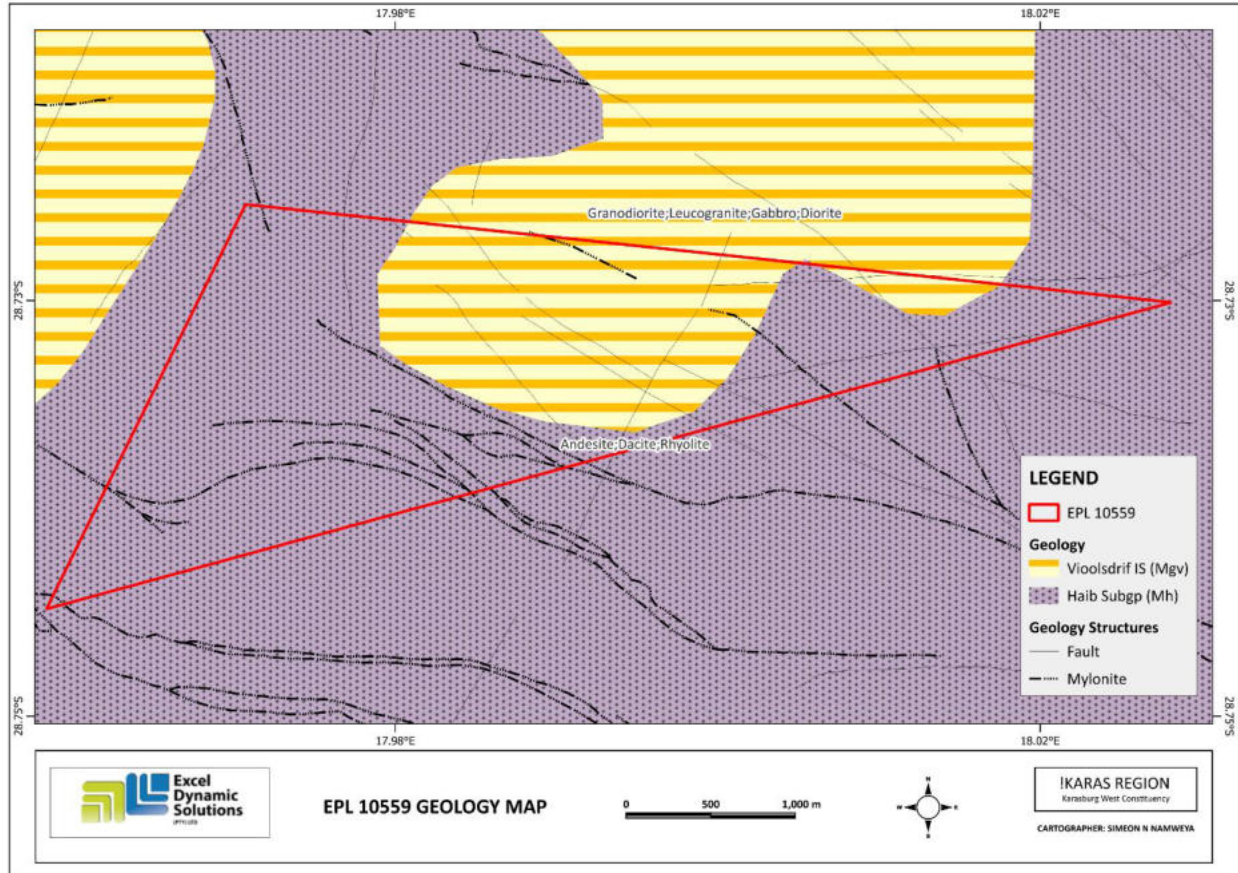 17.98°E
18.02°E
Granodiorite;Leucogranite;Gabbro;Diorite
28.73°S
28.73°S
Andesite;Dacite;Rhyolite
LEGEND
EPL 10559
Geology
Vioolsdrif IS (Mgv)
Haib Subgp (Mh)
Geology Structures
Fault
Mylonite
28.75°S
28.75°S
17.98°E
18.02°E
Excel
Dynamic
Solutions
(PTY) LTD
EPL 10559 GEOLOGY MAP
0 500 1,000 m
N
W E
S
!KARAS REGION
Karasburg West Constituency
CARTOGRAPHER: SIMEON N NAMWEYA